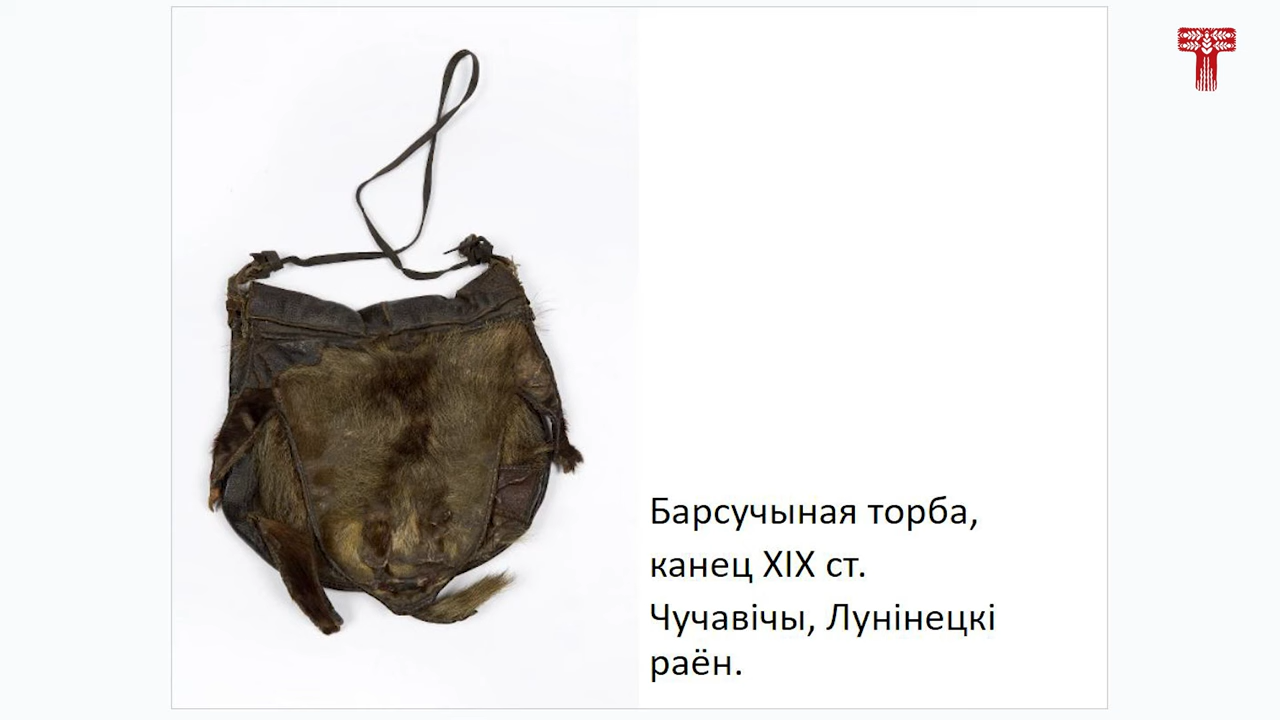 Барсучыная торба,
канец XIX ст.
Чучавічы, Лунінецкі
раён.